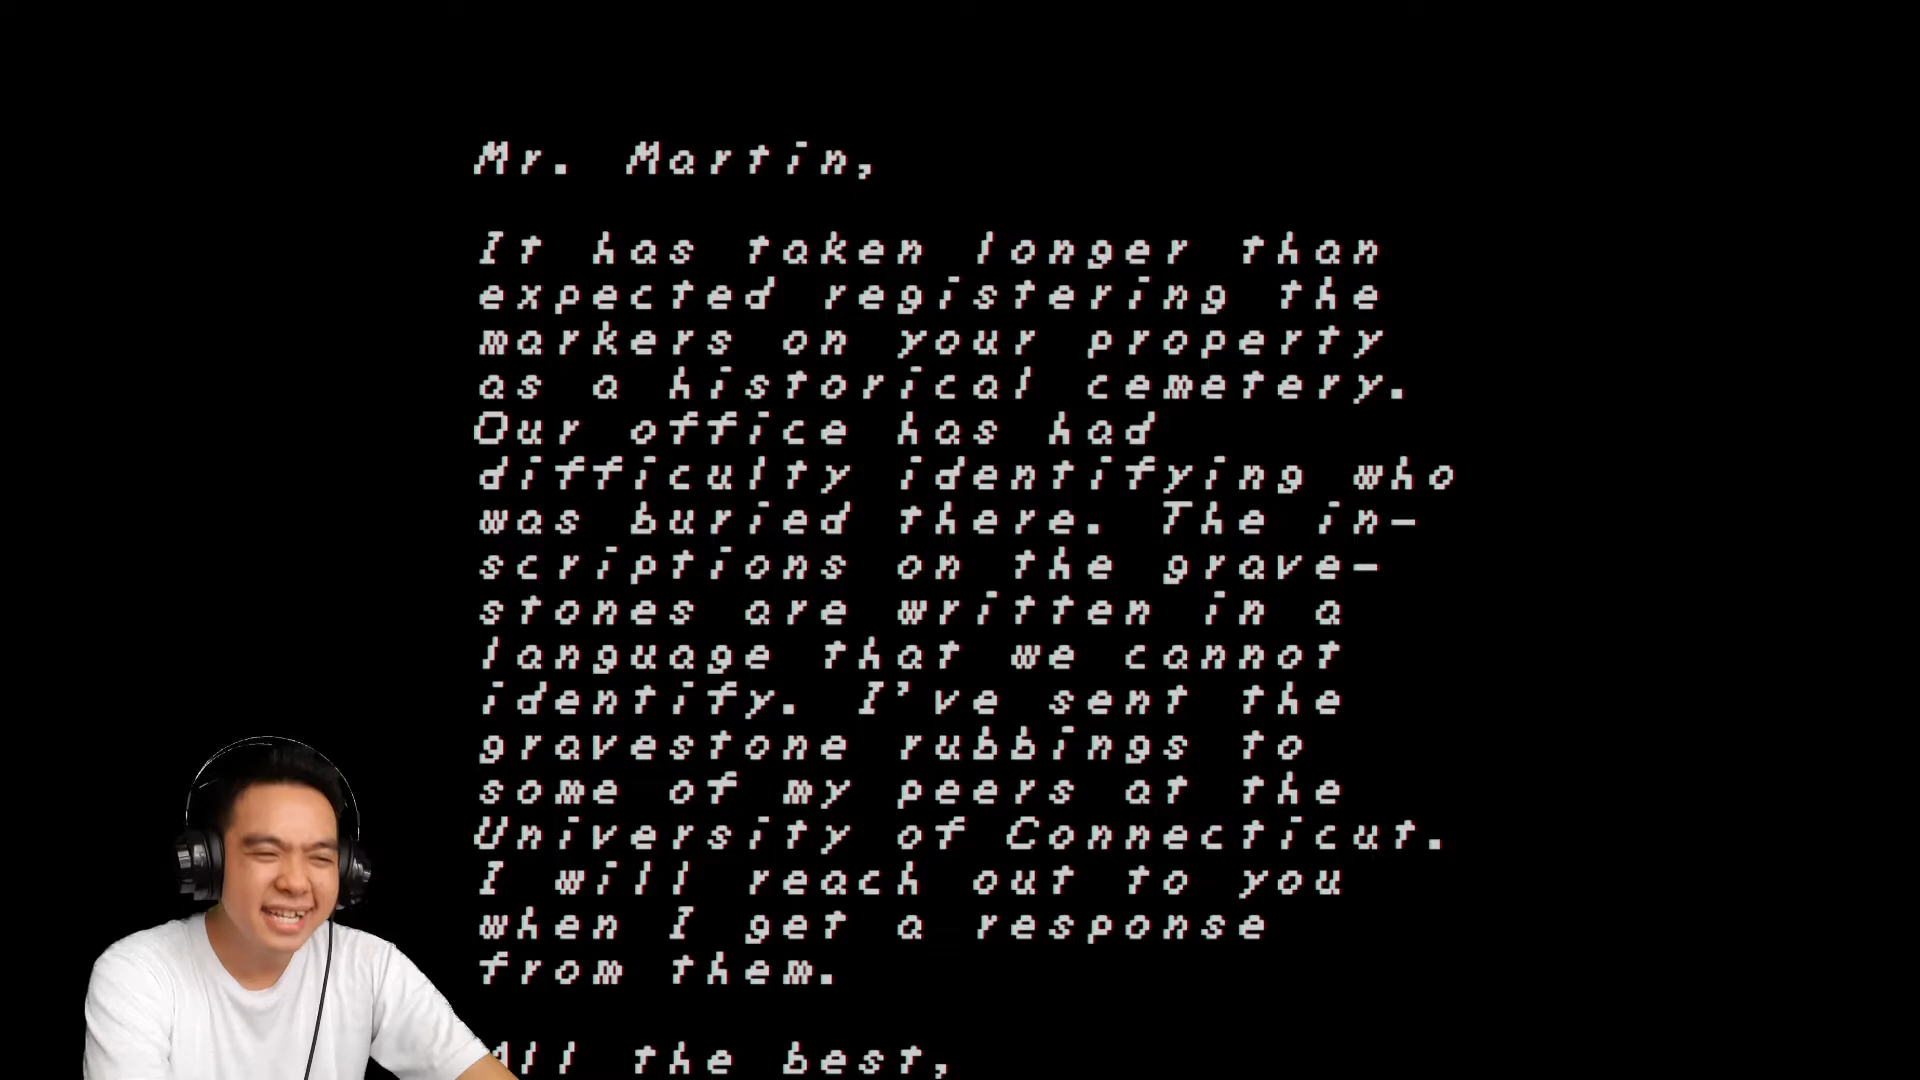 Mr. Martin,
It has taken longer than
expected registering the
markers on your property
as a historical cemetery.
Our office has had
difficulty identifying who
was buried there. The in-
scriptions on the grave-
stones are written in a
language that we cannot
identify. I've sent the
gravestone rubbings to
some of my peers at the
University of Connecticut.
I will reach out to you
when I get a response
from them.
All the best,